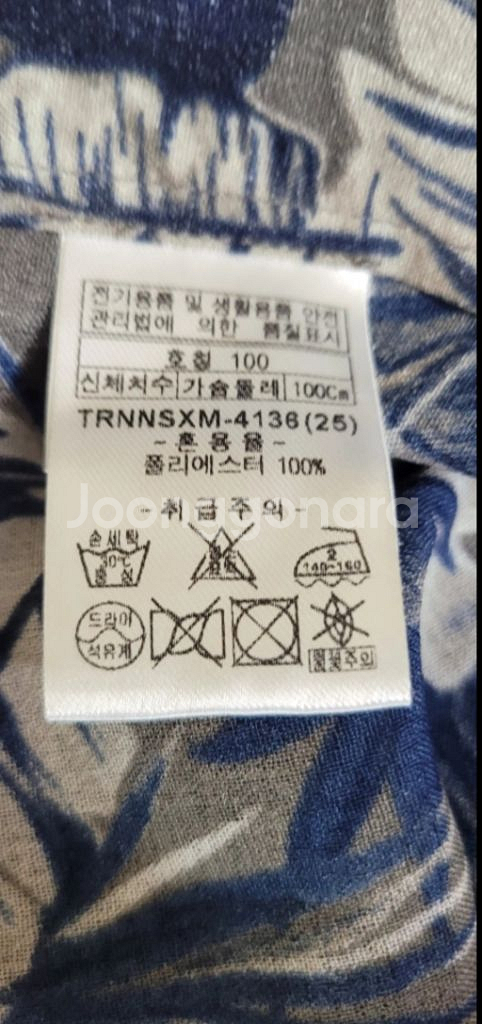 전기용품 및 생활용품 안전
관리법에 의한 품질표시
호칭 100
신체치수 가슴둘레 100Cm
TRNNSXM-4136(25)
-혼용율-
폴리에스터 100%
Joonggonara
-취급주의-
손세탁
30℃
중성
2
140~160
드라이
석유계
물꽃주의